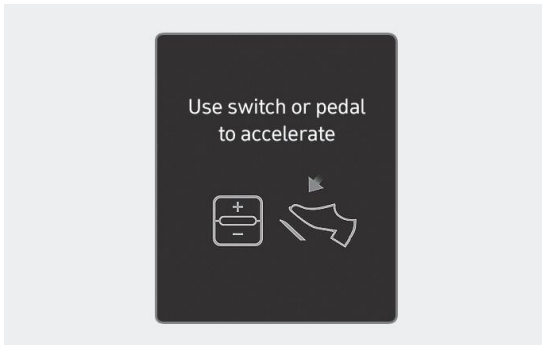 Use switch or pedal
to accelerate
+
−